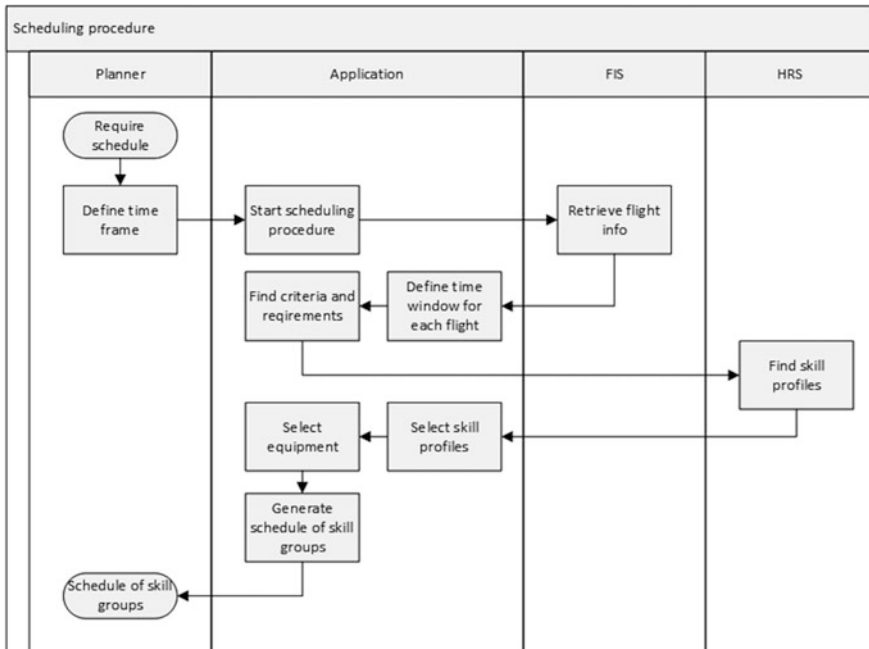 Scheduling procedure
Planner
Application
FIS
HRS
Require
schedule
Define time
frame
Start scheduling
procedure
Retrieve flight
info
Find criteria and
reqirements
Define time
window for
each flight
Find skill
profiles
Select
equipment
Select skill
profiles
Generate
schedule of skill
groups
Schedule of skill
groups